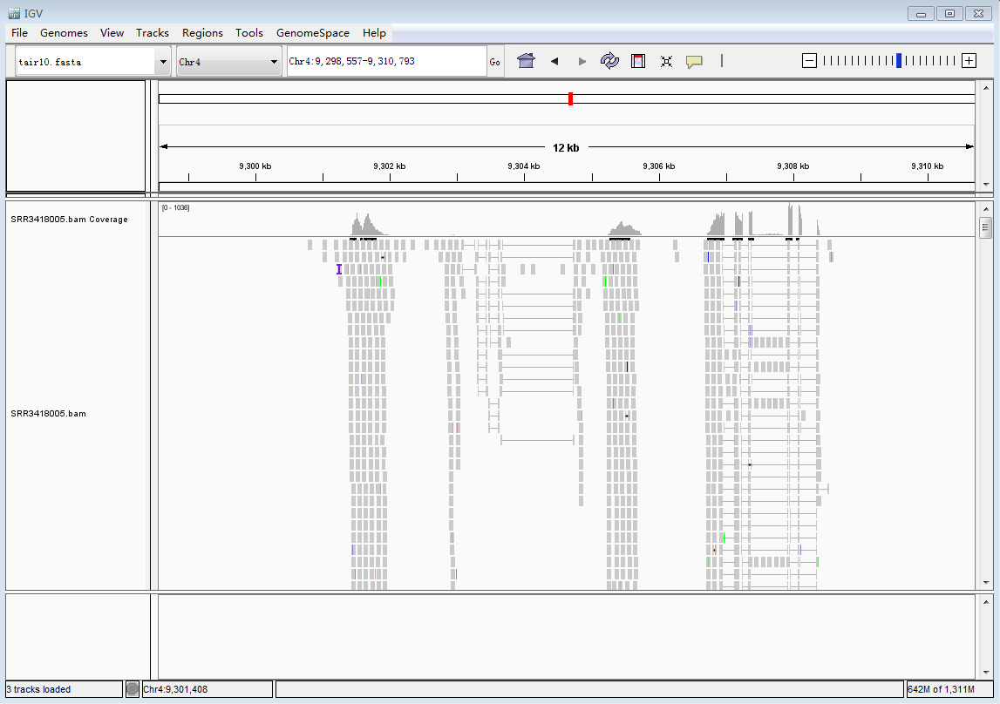 IGV
File Genomes View Tracks Regions Tools GenomeSpace Help
tair10.fasta Chr4 Chr4:9,298,557-9,310,793 Go
12 kb
9,300 kb 9,302 kb 9,304 kb 9,306 kb 9,308 kb 9,310 kb
[0 - 1036]
SRR3418005.bam Coverage
SRR3418005.bam
3 tracks loaded Chr4:9,301,408 642M of 1,311M